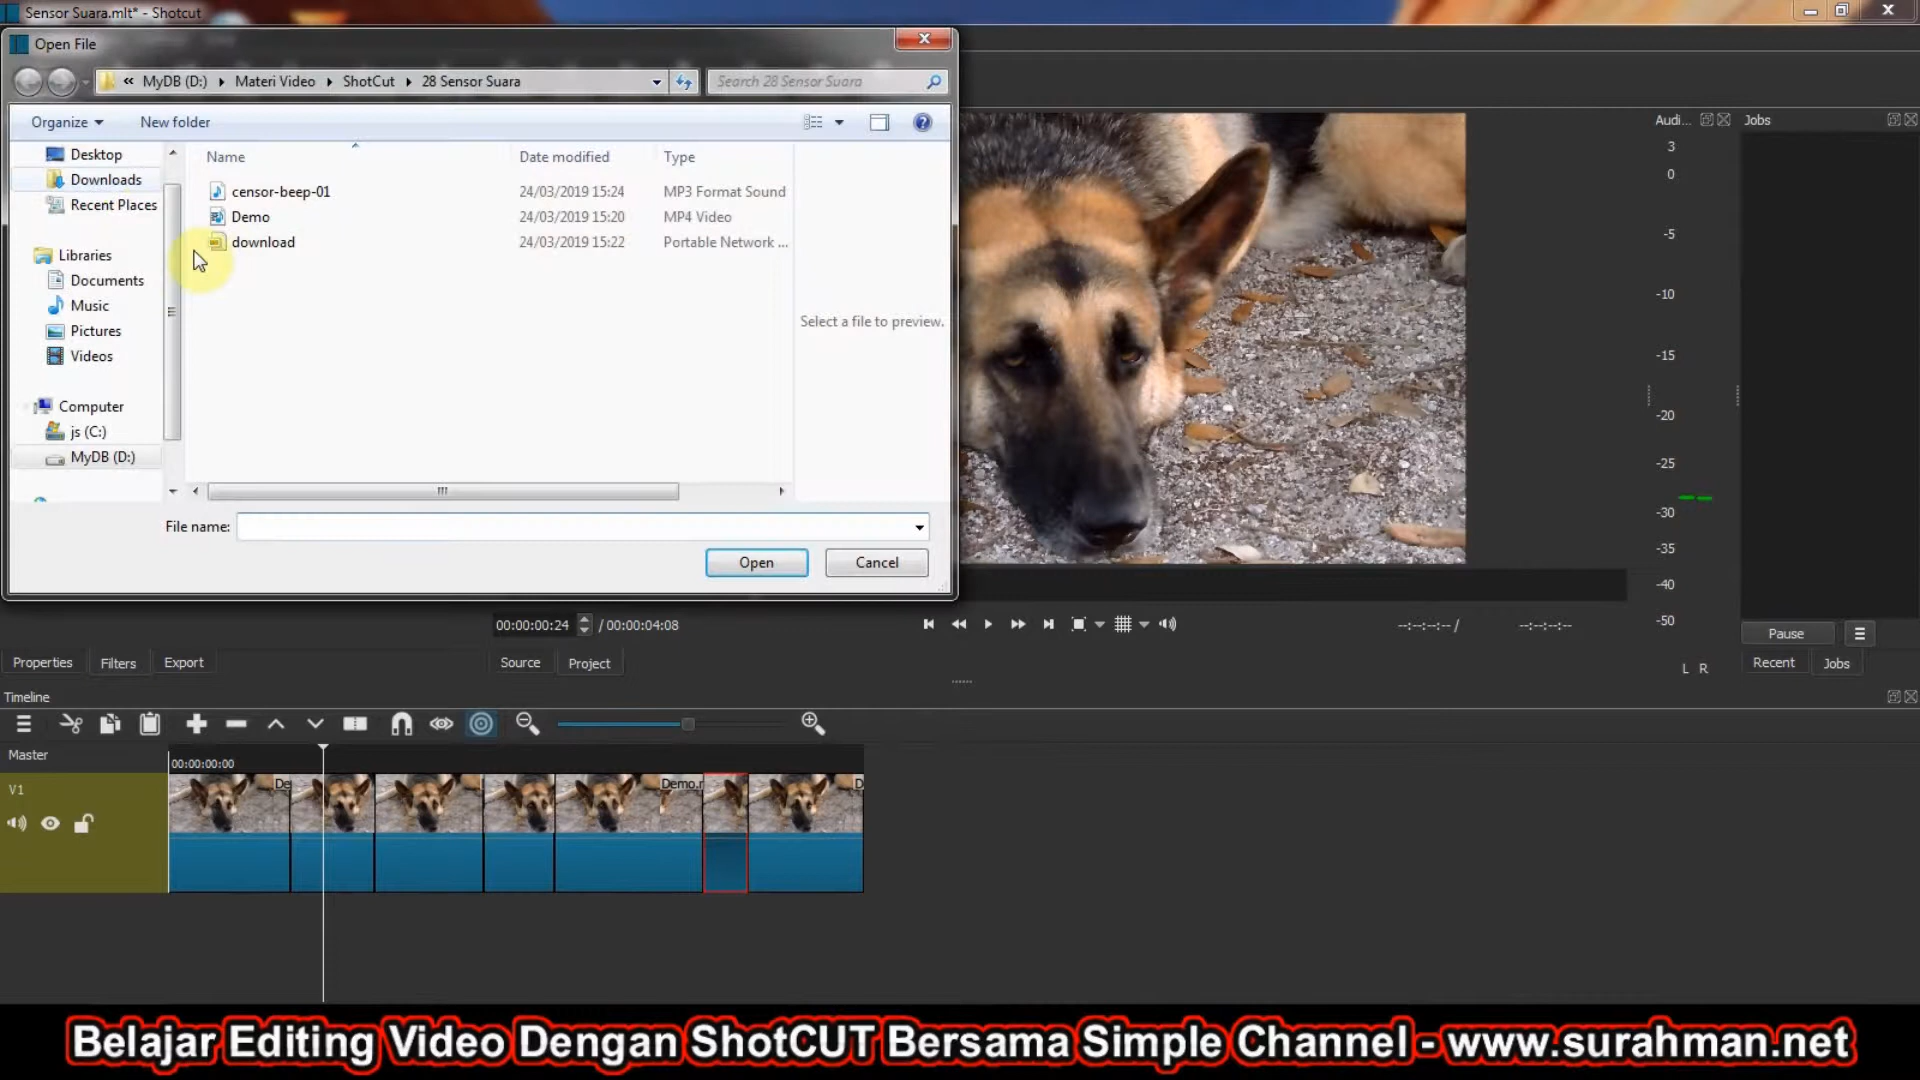 Sensor Suara.mlt* - Shotcut
Open File
« MyDB (D:) Materi Video ShotCut 28 Sensor Suara
Search 28 Sensor Suara
Organize New folder
Name Date modified Type
Desktop
Downloads
Recent Places
Libraries
Documents
Music
Pictures
Videos
Computer
js (C:)
MyDB (D:)
censor-beep-01 24/03/2019 15:24 MP3 Format Sound
Demo 24/03/2019 15:20 MP4 Video
download 24/03/2019 15:22 Portable Network ...
Select a file to preview.
File name:
Open Cancel
Audi... Jobs
3
0
-5
-10
-15
-20
-25
-30
-35
-40
-50
L R
00:00:00:24 / 00:00:04:08
--:--:--:-- / --:--:--:--
Pause
Properties Filters Export
Source Project
Recent Jobs
Timeline
Master
00:00:00:00
V1
De
Demo.r
D
Belajar Editing Video Dengan ShotCUT Bersama Simple Channel - www.surahman.net